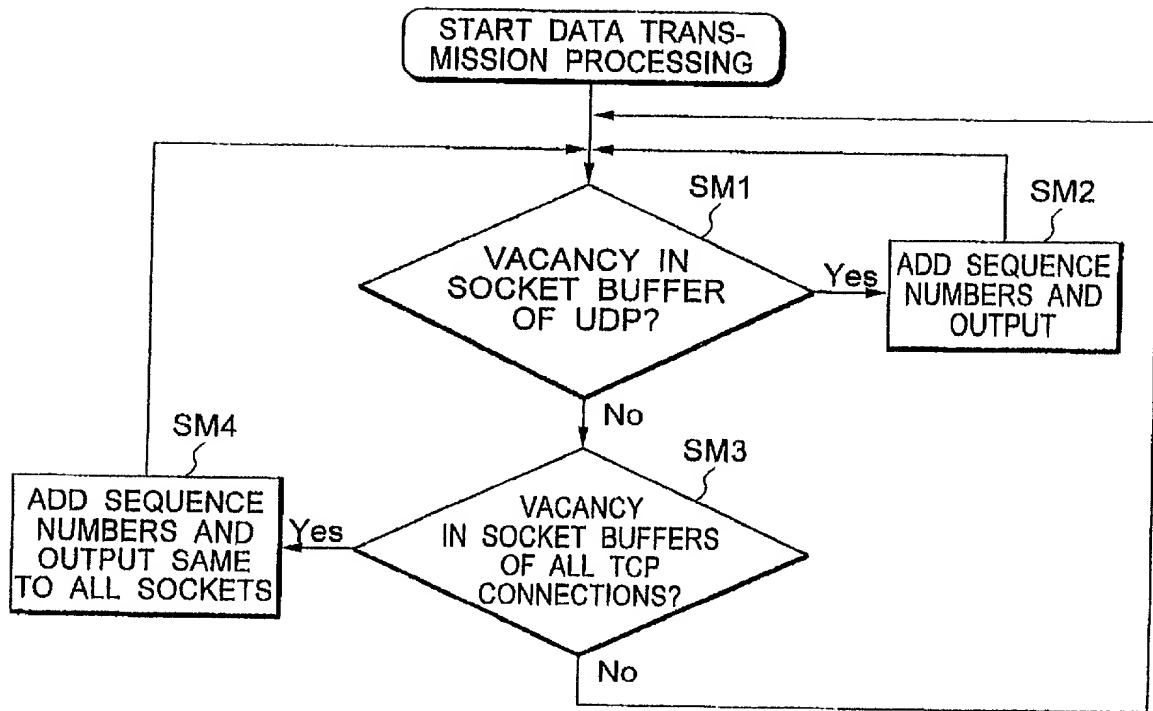 START DATA TRANS-
MISSION PROCESSING
SM1
VACANCY IN
SOCKET BUFFER
OF UDP?
Yes
SM2
ADD SEQUENCE
NUMBERS AND
OUTPUT
No
SM3
VACANCY
IN SOCKET BUFFERS
OF ALL TCP
CONNECTIONS?
Yes
SM4
ADD SEQUENCE
NUMBERS AND
OUTPUT SAME
TO ALL SOCKETS
No